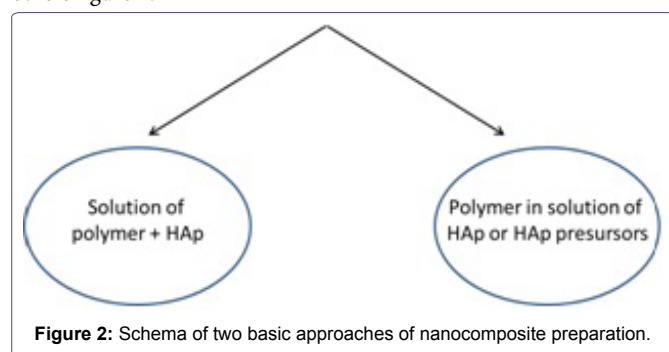 Solution of
polymer + HAp
Polymer in solution of
HAp or HAp presursors
Figure 2: Schema of two basic approaches of nanocomposite preparation.